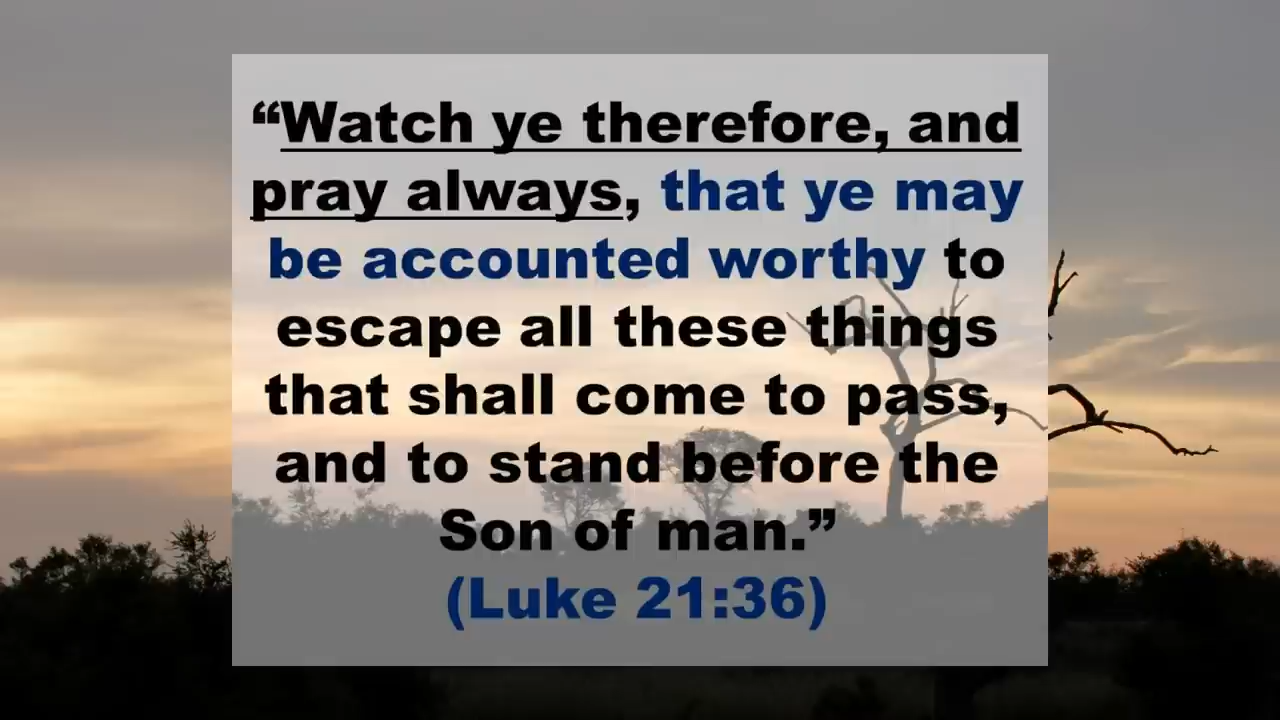 “Watch ye therefore, and
pray always, that ye may
be accounted worthy to
escape all these things
that shall come to pass,
and to stand before the
Son of man.”
(Luke 21:36)